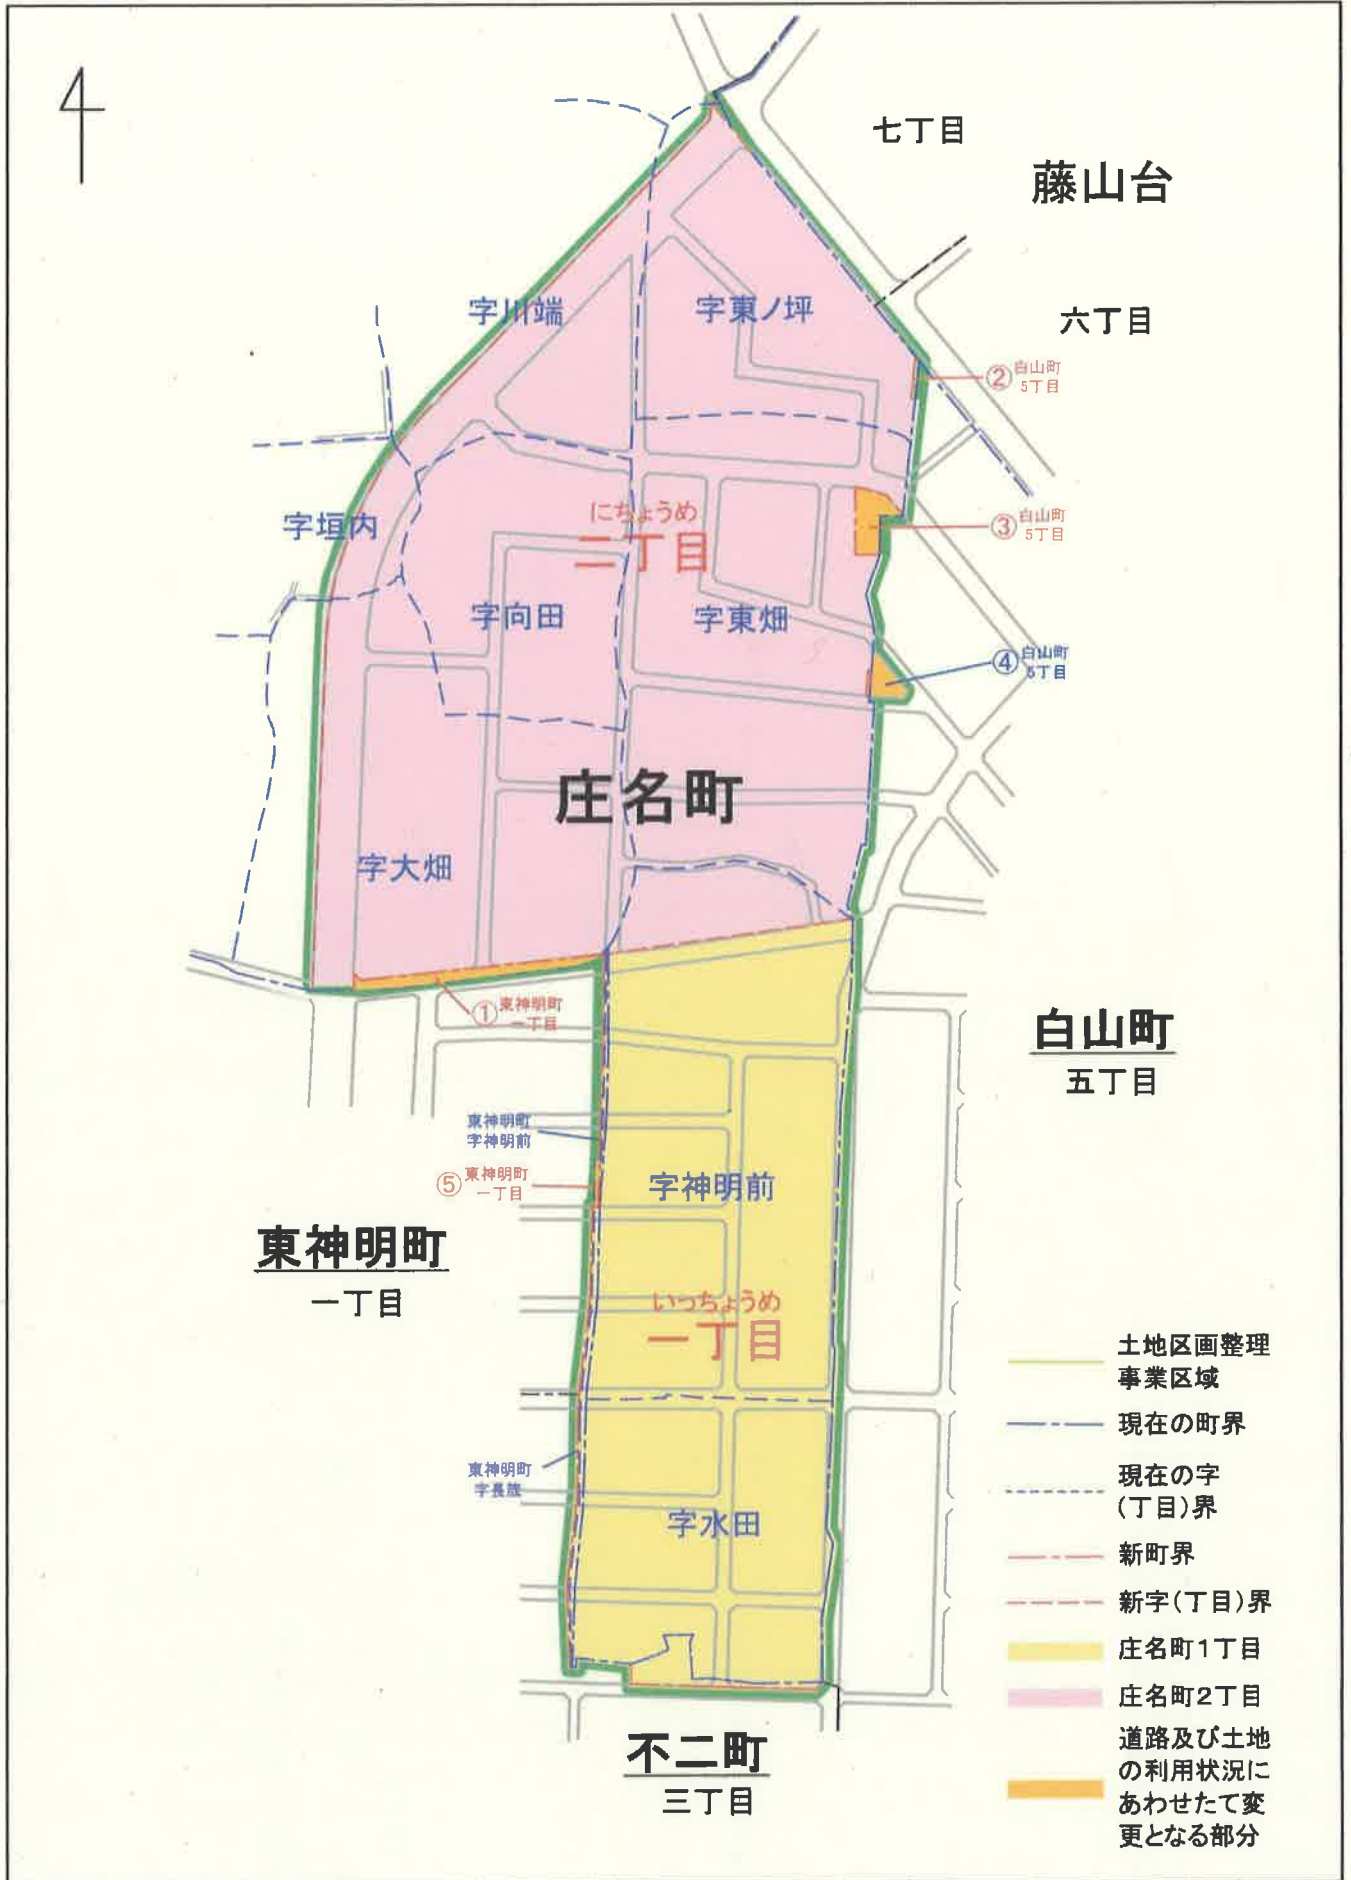 七丁目
藤山台
字川端
字東ノ坪
六丁目
②
白山町
5丁目
字垣内
にちょうめ
二丁目
③
白山町
5丁目
字向田
字東畑
④
白山町
5丁目
庄名町
字大畑
①
東神明町
一丁目
白山町
五丁目
東神明町
字神明前
⑤
東神明町
一丁目
字神明前
東神明町
一丁目
いっちょうめ
一丁目
東神明町
字水田
不二町
三丁目
土地区画整理
事業区域
現在の町界
現在の字
(丁目)界
新町界
新字(丁目)界
庄名町1丁目
庄名町2丁目
道路及び土地
の利用状況に
あわせたて変
更となる部分